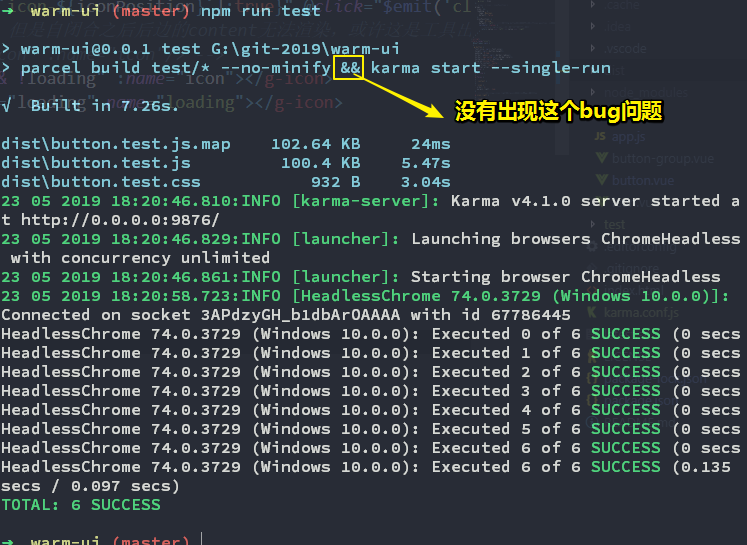 ➜ warm-ui (master) npm run test
> warm-ui@0.0.1 test G:\git-2019\warm-ui
> parcel build test/* --no-minify && karma start --single-run
没有出现这个bug问题
√ Built in 7.26s.
dist\button.test.js.map 102.64 KB 24ms
dist\button.test.js 100.4 KB 5.47s
dist\button.test.css 932 B 3.04s
23 05 2019 18:20:46.810:INFO [karma-server]: Karma v4.1.0 server started a
t http://0.0.0.0:9876/
23 05 2019 18:20:46.829:INFO [launcher]: Launching browsers ChromeHeadless
with concurrency unlimited
23 05 2019 18:20:46.861:INFO [launcher]: Starting browser ChromeHeadless
23 05 2019 18:20:58.723:INFO [HeadlessChrome 74.0.3729 (Windows 10.0.0)]:
Connected on socket 3APdzyGH_b1dbArOAAAA with id 67786445
HeadlessChrome 74.0.3729 (Windows 10.0.0): Executed 0 of 6 SUCCESS (0 secs
HeadlessChrome 74.0.3729 (Windows 10.0.0): Executed 1 of 6 SUCCESS (0 secs
HeadlessChrome 74.0.3729 (Windows 10.0.0): Executed 2 of 6 SUCCESS (0 secs
HeadlessChrome 74.0.3729 (Windows 10.0.0): Executed 3 of 6 SUCCESS (0 secs
HeadlessChrome 74.0.3729 (Windows 10.0.0): Executed 4 of 6 SUCCESS (0 secs
HeadlessChrome 74.0.3729 (Windows 10.0.0): Executed 5 of 6 SUCCESS (0 secs
HeadlessChrome 74.0.3729 (Windows 10.0.0): Executed 6 of 6 SUCCESS (0 secs
HeadlessChrome 74.0.3729 (Windows 10.0.0): Executed 6 of 6 SUCCESS (0.135
secs / 0.097 secs)
TOTAL: 6 SUCCESS
➜ warm-ui (master)
.vscode
app.js
button-group.vue
button.vue
test
karma.conf.js